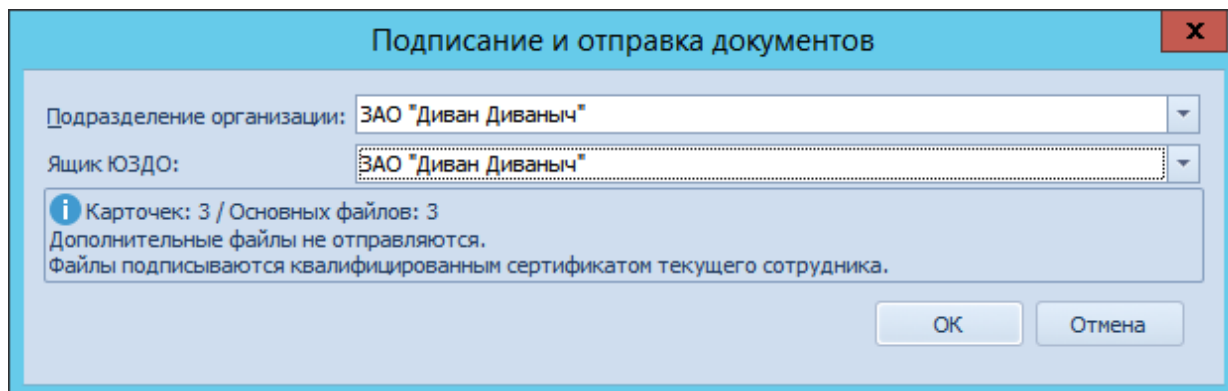 Подписание и отправка документов
x
Подразделение организации: ЗАО "Диван Диваныч"
Ящик ЮЗДО: ЗАО "Диван Диваныч"
i Карточек: 3 / Основных файлов: 3
Дополнительные файлы не отправляются.
Файлы подписываются квалифицированным сертификатом текущего сотрудника.
ОК Отмена